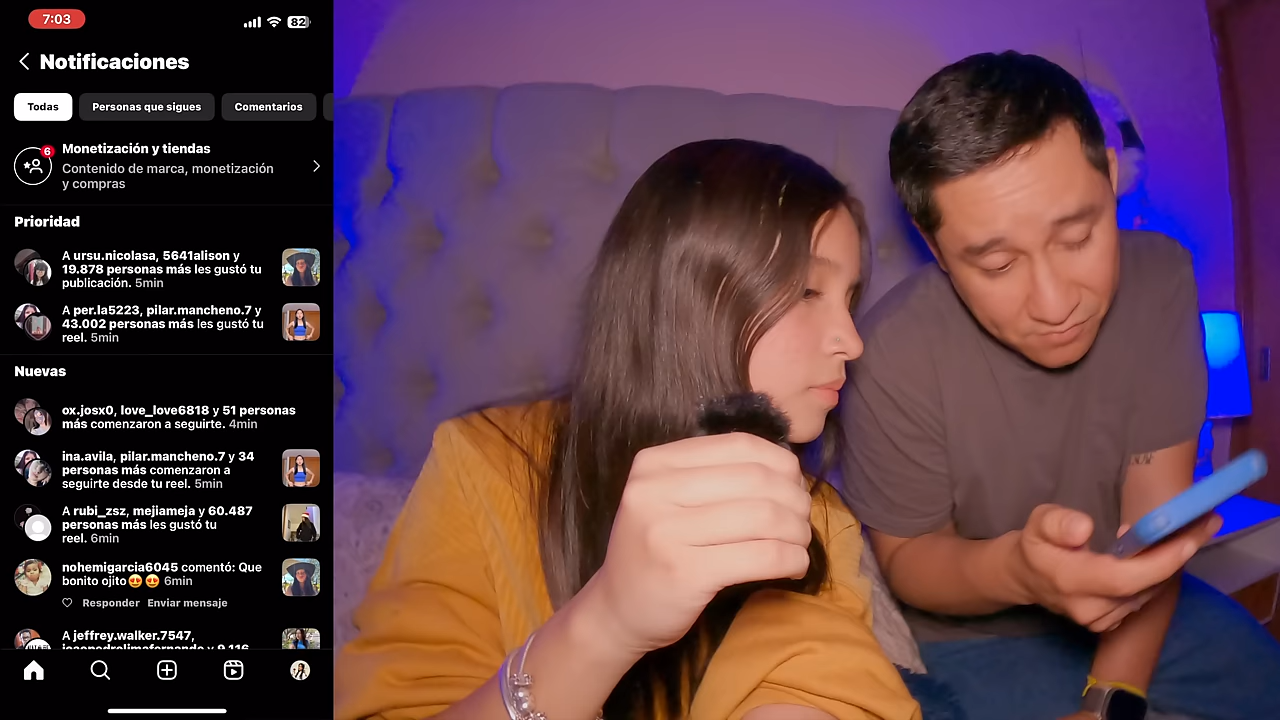 7:03
82
Notificaciones
Todas
Personas que sigues
Comentarios
6
Monetización y tiendas
Contenido de marca, monetización
y compras
Prioridad
A ursu.nicolasa, 5641alison y
19.878 personas más les gustó tu
publicación. 5min
A per.la5223, pilar.mancheno.7 y
43.002 personas más les gustó tu
reel. 5min
Nuevas
ox.josx0, love_love6818 y 51 personas
más comenzaron a seguirte. 4min
ina.avila, pilar.mancheno.7 y 34
personas más comenzaron a
seguirte desde tu reel. 5min
A rubi_zsz, mejiameja y 60.487
personas más les gustó tu
reel. 6min
nohemigarcia6045 comentó: Que
bonito ojito😍😍 6min
Responder Enviar mensaje
A jeffrey.walker.7547,